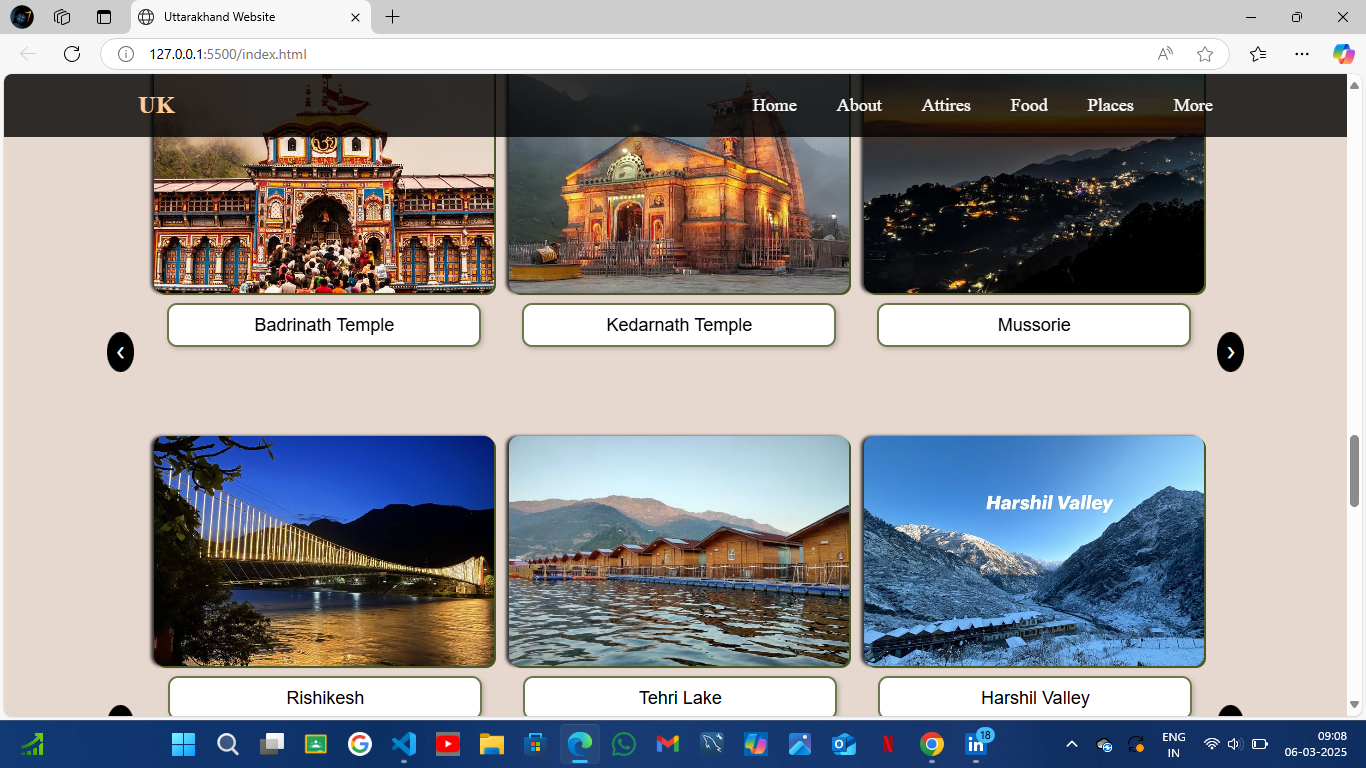 Uttarakhand Website
127.0.0.1:5500/index.html
UK
Home About Attires Food Places More
Badrinath Temple
Kedarnath Temple
Mussorie
Harshil Valley
Rishikesh
Tehri Lake
Harshil Valley
18
ENG
IN
09:08
06-03-2025